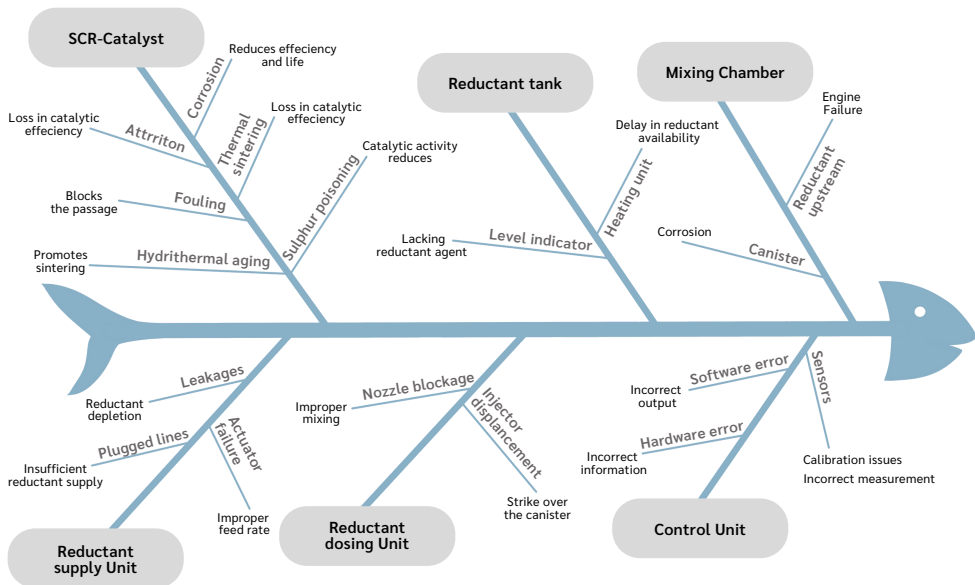 SCR-Catalyst
Corrosion
Reduces effeciency
and life
Attrriton
Loss in catalytic
effeciency
Thermal
sintering
Loss in catalytic
effeciency
Fouling
Blocks
the passage
Sulphur poisoning
Catalytic activity
reduces
Hydrithermal aging
Promotes
sintering
Reductant tank
Heating unit
Delay in reductant
availability
Level indicator
Lacking
reductant agent
Mixing Chamber
Reductant
upstream
Engine
Failure
Canister
Corrosion
Leakages
Reductant
depletion
Plugged lines
Insufficient
reductant supply
Actuator
failure
Improper
feed rate
Reductant
supply Unit
Nozzle blockage
Improper
mixing
Injector
displancement
Strike over
the canister
Reductant
dosing Unit
Software error
Incorrect
output
Sensors
Calibration issues
Incorrect measurement
Hardware error
Incorrect
information
Control Unit